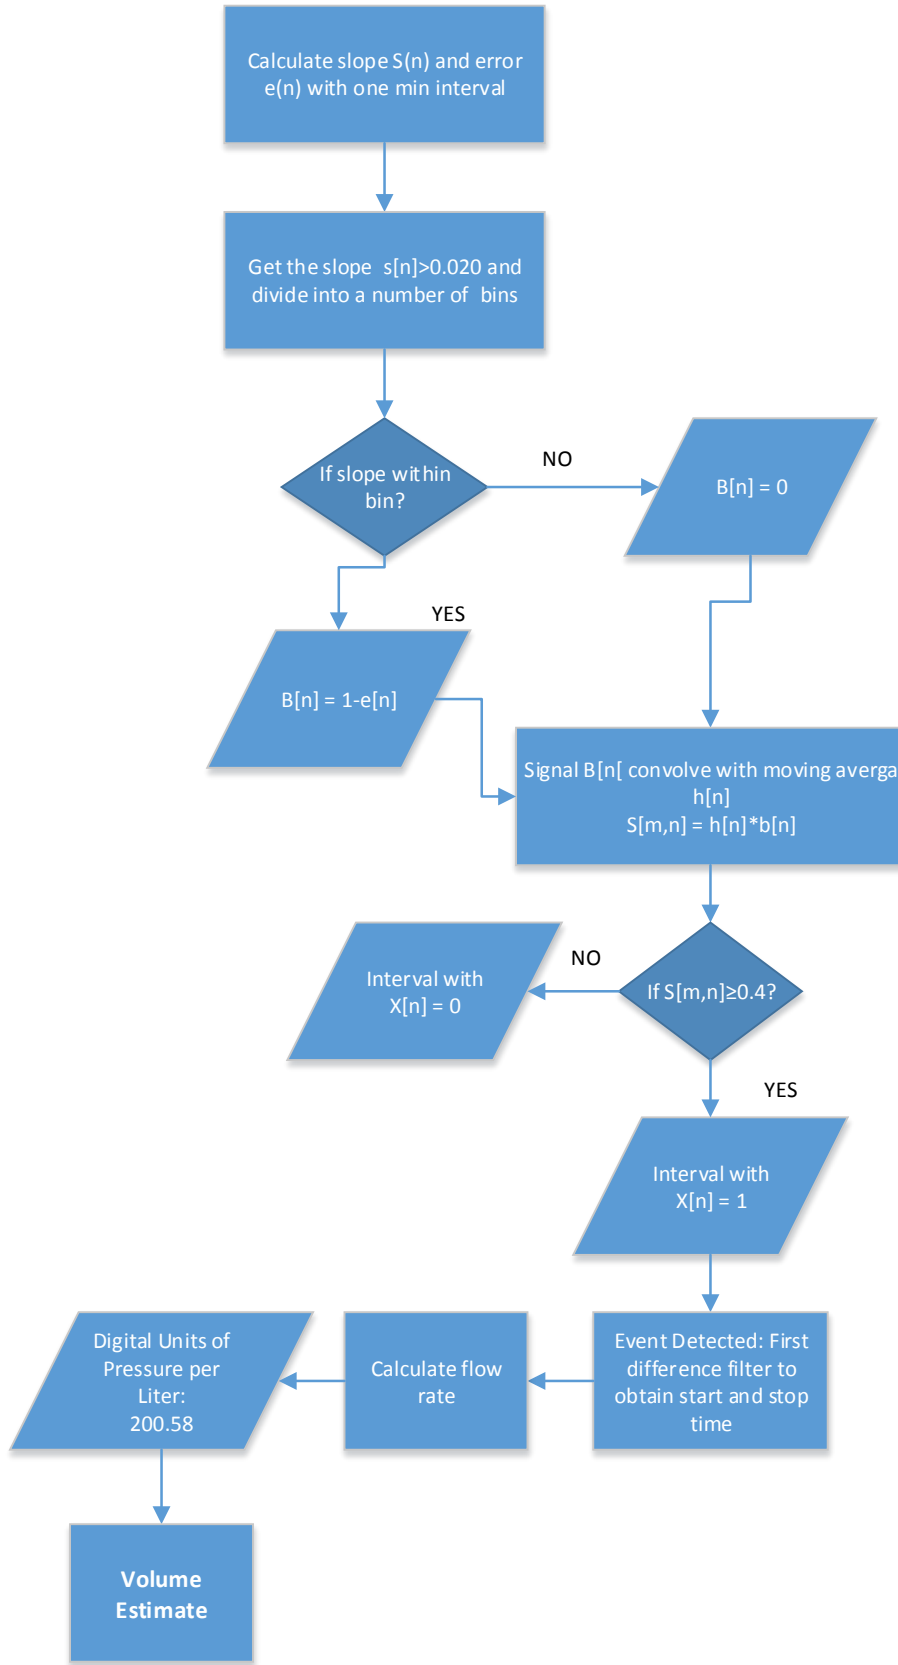 Calculate slope S(n) and error
e(n) with one min interval
Get the slope s[n]>0.020 and
divide into a number of bins
If slope within
bin?
NO
B[n] = 0
YES
B[n] = 1-e[n]
Signal B[n[ convolve with moving averga
h[n]
S[m,n] = h[n]*b[n]
If S[m,n]≥0.4?
NO
Interval with
X[n] = 0
YES
Interval with
X[n] = 1
Event Detected: First
difference filter to
obtain start and stop
time
Calculate flow
rate
Digital Units of
Pressure per
Liter:
200.58
Volume
Estimate